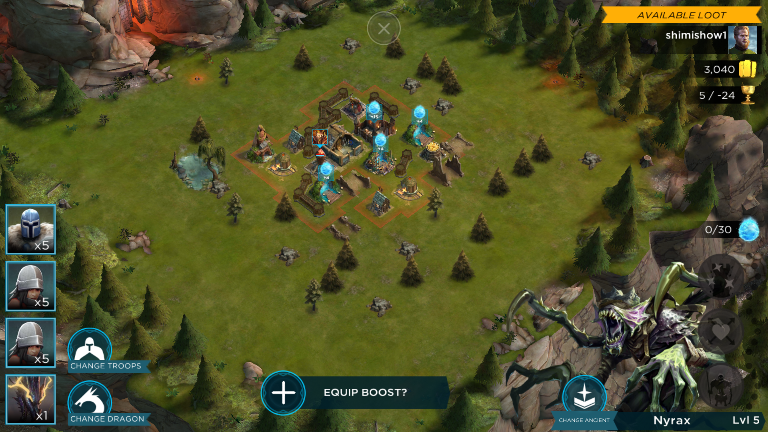 AVAILABLE LOOT
shimishow1
3,040
5 / -24
x5
0/30
x5
x5
CHANGE TROOPS
x1
CHANGE DRAGON
EQUIP BOOST?
CHANGE ANCIENT
Nyrax
Lvl 5